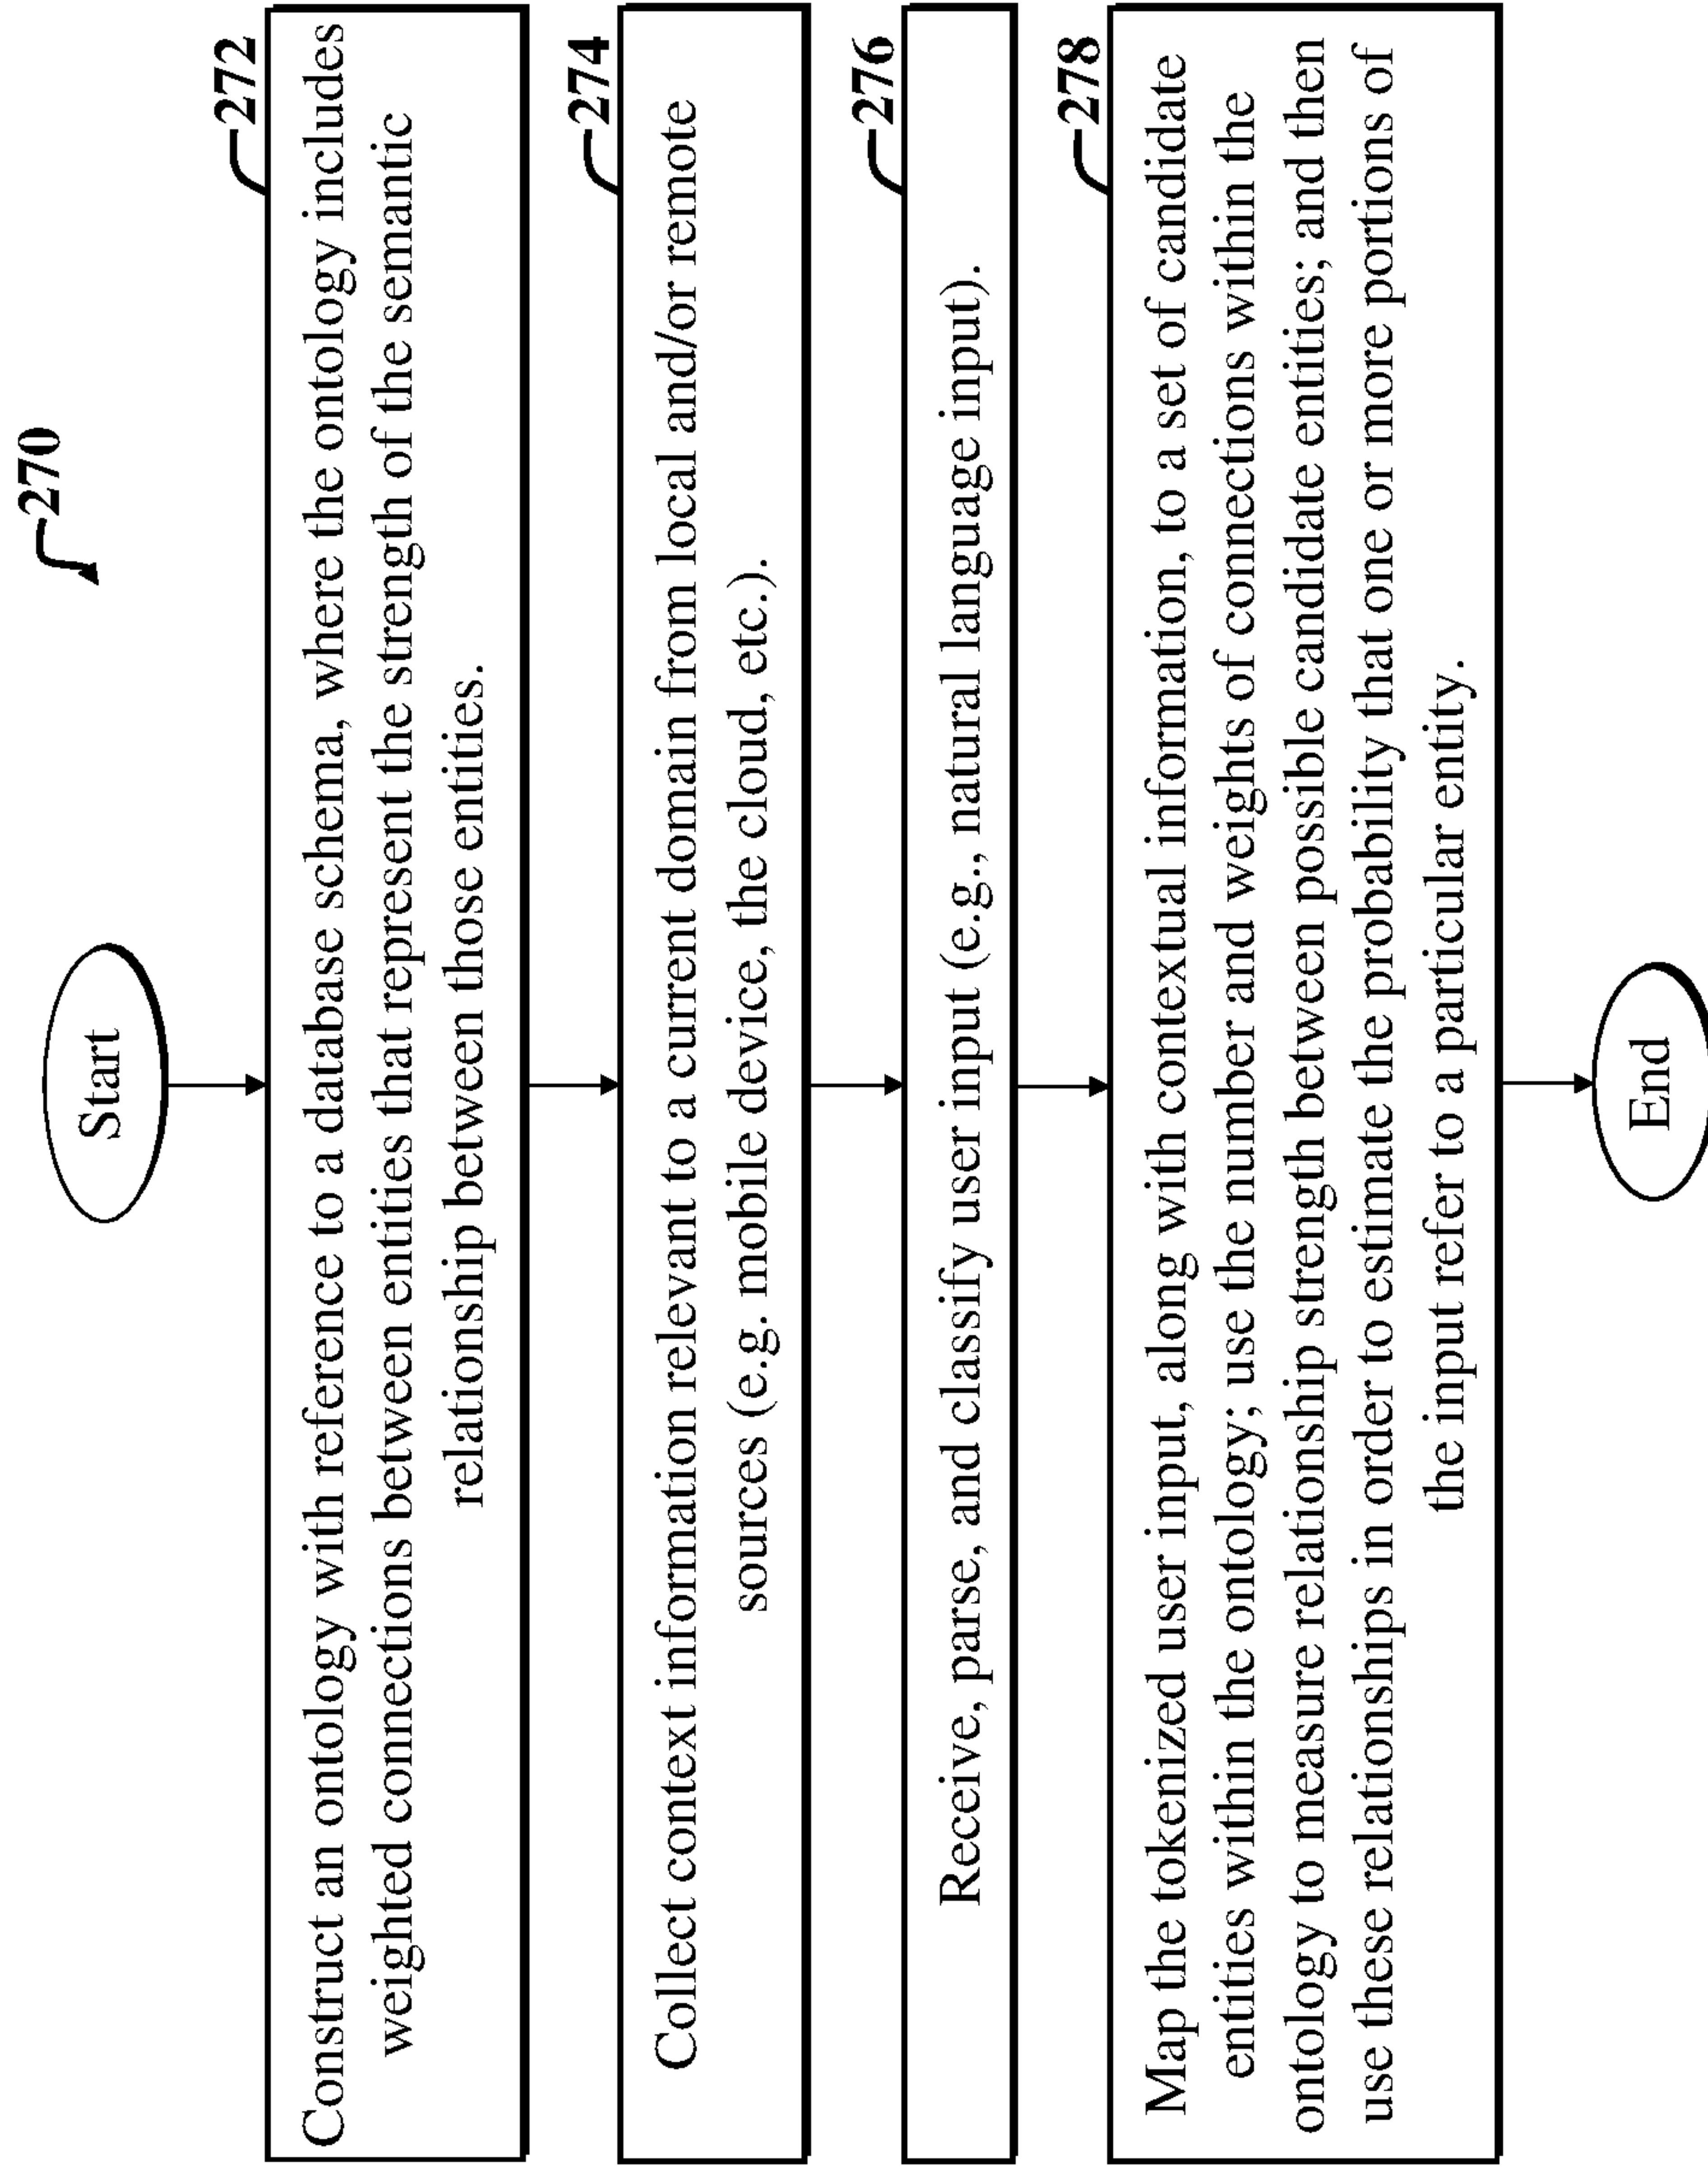 270
Start
272
Construct an ontology with reference to a database schema, where the ontology includes
weighted connections between entities that represent the strength of the semantic
relationship between those entities.
274
Collect context information relevant to a current domain from local and/or remote
sources (e.g. mobile device, the cloud, etc.).
276
Receive, parse, and classify user input (e.g., natural language input).
278
Map the tokenized user input, along with contextual information, to a set of candidate
entities within the ontology; use the number and weights of connections within the
ontology to measure relationship strength between possible candidate entities; and then
use these relationships in order to estimate the probability that one or more portions of
the input refer to a particular entity.
End